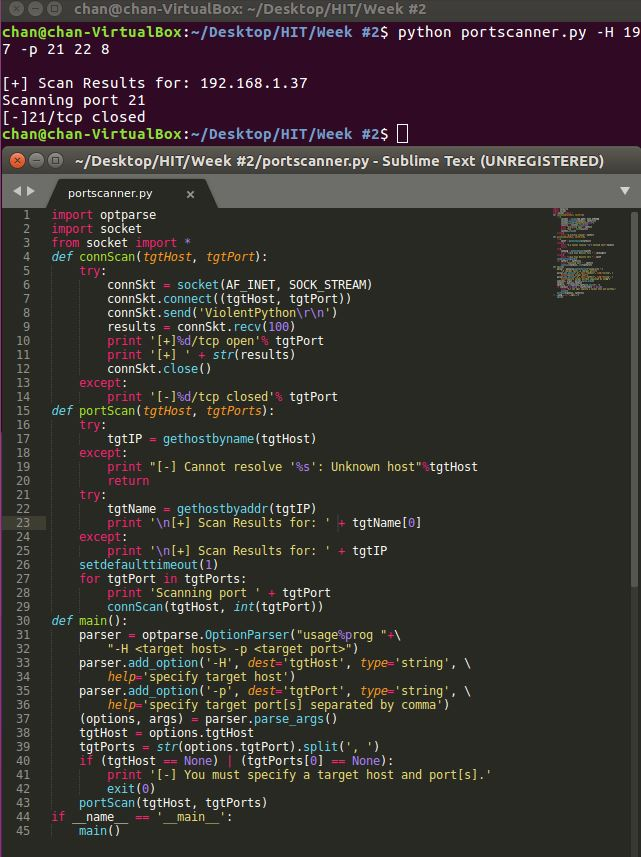 chan@chan-VirtualBox: ~/Desktop/HIT/Week #2
chan@chan-VirtualBox:~/Desktop/HIT/Week #2$ python portscanner.py -H 19
7 -p 21 22 8
[+] Scan Results for: 192.168.1.37
Scanning port 21
[-]21/tcp closed
chan@chan-VirtualBox:~/Desktop/HIT/Week #2$
~/Desktop/HIT/Week #2/portscanner.py - Sublime Text (UNREGISTERED)
portscanner.py ×
1 import optparse
2 import socket
3 from socket import *
4 def connScan(tgtHost, tgtPort):
5     try:
6         connSkt = socket(AF_INET, SOCK_STREAM)
7         connSkt.connect((tgtHost, tgtPort))
8         connSkt.send('ViolentPython\r\n')
9         results = connSkt.recv(100)
10         print '[+]%d/tcp open'% tgtPort
11         print '[+] ' + str(results)
12         connSkt.close()
13     except:
14         print '[-]%d/tcp closed'% tgtPort
15 def portScan(tgtHost, tgtPorts):
16     try:
17         tgtIP = gethostbyname(tgtHost)
18     except:
19         print "[-] Cannot resolve '%s': Unknown host"%tgtHost
20         return
21     try:
22         tgtName = gethostbyaddr(tgtIP)
23         print '\n[+] Scan Results for: ' + tgtName[0]
24     except:
25         print '\n[+] Scan Results for: ' + tgtIP
26     setdefaulttimeout(1)
27     for tgtPort in tgtPorts:
28         print 'Scanning port ' + tgtPort
29         connScan(tgtHost, int(tgtPort))
30 def main():
31     parser = optparse.OptionParser("usage%prog "+\
32         "-H <target host> -p <target port>")
33     parser.add_option('-H', dest='tgtHost', type='string', \
34         help='specify target host')
35     parser.add_option('-p', dest='tgtPort', type='string', \
36         help='specify target port[s] separated by comma')
37     (options, args) = parser.parse_args()
38     tgtHost = options.tgtHost
39     tgtPorts = str(options.tgtPort).split(', ')
40     if (tgtHost == None) | (tgtPorts[0] == None):
41         print '[-] You must specify a target host and port[s].'
42         exit(0)
43     portScan(tgtHost, tgtPorts)
44 if __name__ == '__main__':
45     main()